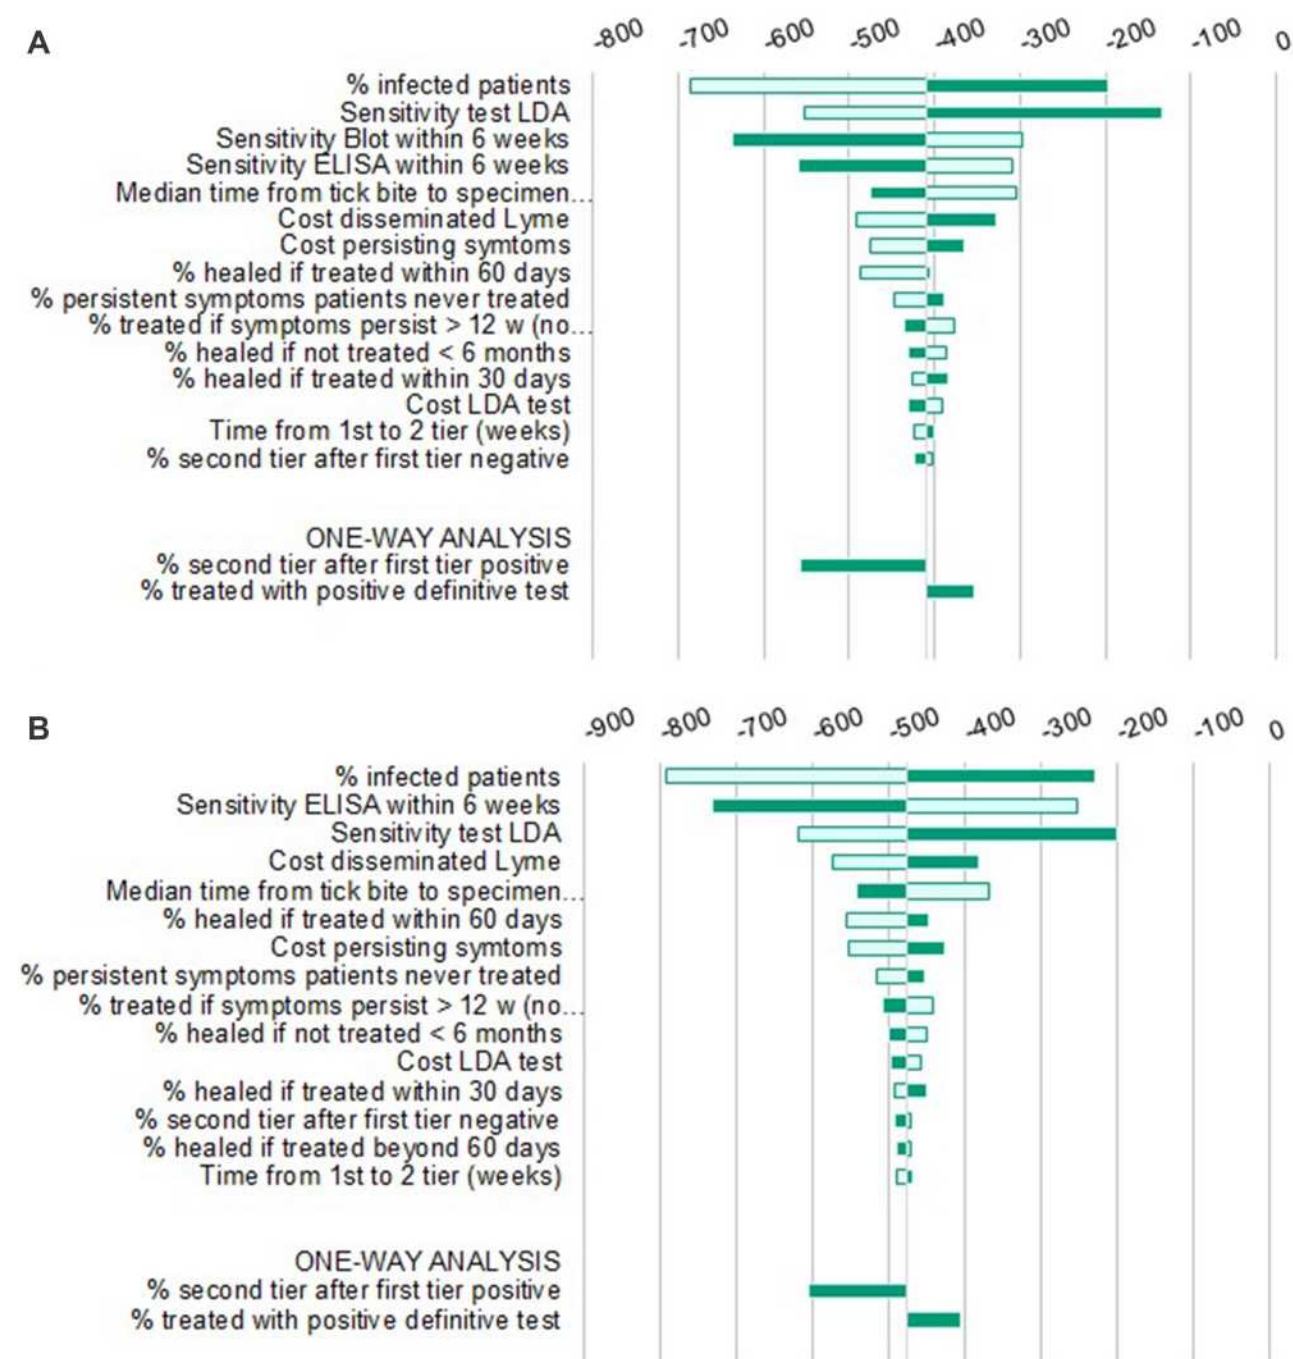 A
-800 -700 -600 -500 -400 -300 -200 -100 0
% infected patients
Sensitivity test LDA
Sensitivity Blot within 6 weeks
Sensitivity ELISA within 6 weeks
Median time from tick bite to specimen...
Cost disseminated Lyme
Cost persisting symtoms
% healed if treated within 60 days
% persistent symptoms patients never treated
% treated if symptoms persist > 12 w (no...
% healed if not treated < 6 months
% healed if treated within 30 days
Cost LDA test
Time from 1st to 2 tier (weeks)
% second tier after first tier negative
ONE-WAY ANALYSIS
% second tier after first tier positive
% treated with positive definitive test
B
-900 -800 -700 -600 -500 -400 -300 -200 -100 0
% infected patients
Sensitivity ELISA within 6 weeks
Sensitivity test LDA
Cost disseminated Lyme
Median time from tick bite to specimen...
% healed if treated within 60 days
Cost persisting symtoms
% persistent symptoms patients never treated
% treated if symptoms persist > 12 w (no...
% healed if not treated < 6 months
Cost LDA test
% healed if treated within 30 days
% second tier after first tier negative
% healed if treated beyond 60 days
Time from 1st to 2 tier (weeks)
ONE-WAY ANALYSIS
% second tier after first tier positive
% treated with positive definitive test